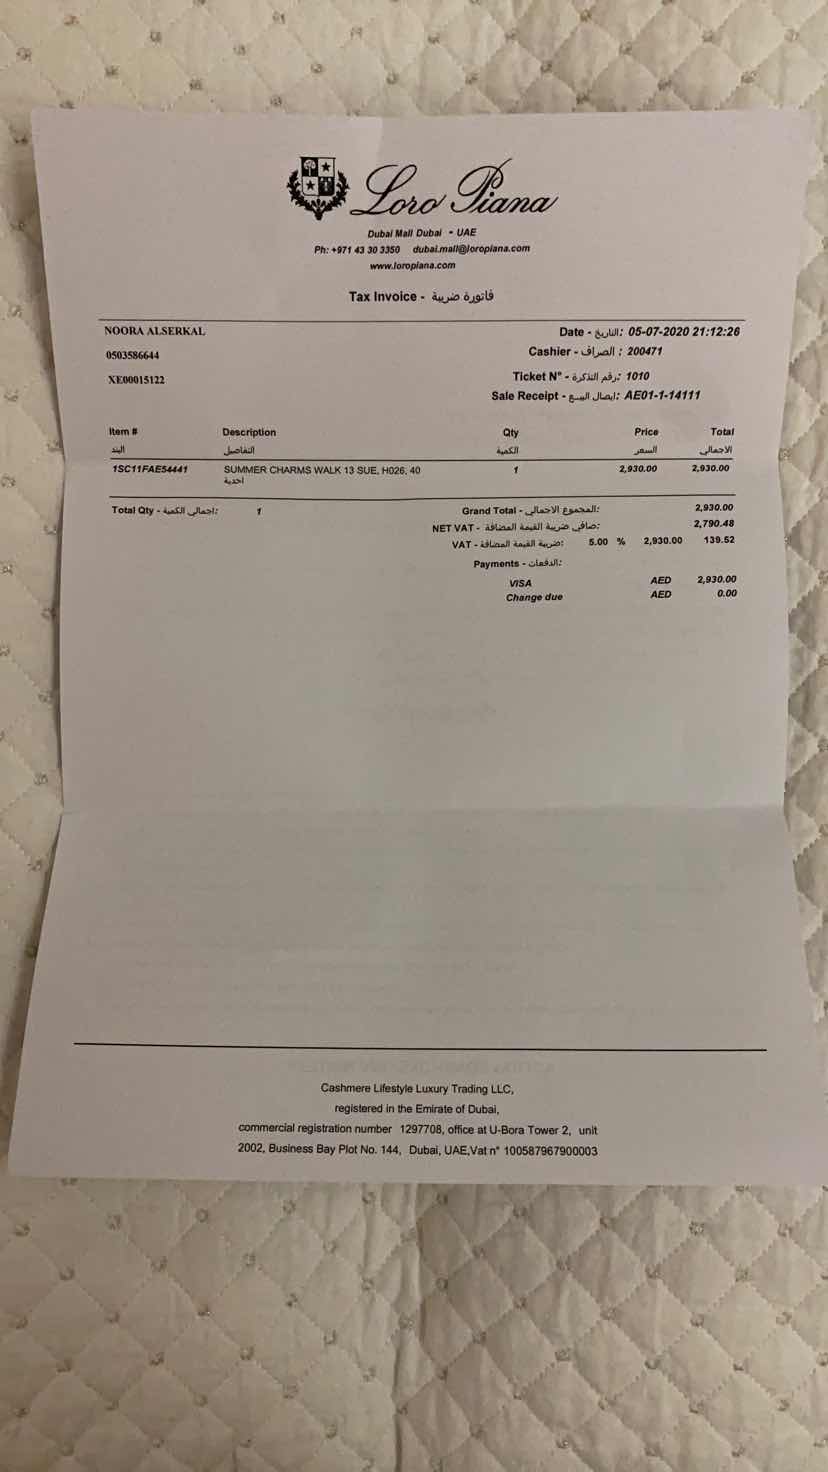 Loro Piana
Dubai Mall Dubai - UAE
Ph: +971 43 30 3350 dubai.mall@loropiana.com
www.loropiana.com
Tax Invoice - فاتورة ضريبة
NOORA ALSERKAL
Date - التاريخ: 05-07-2020 21:12:26
0503586644
Cashier - الصراف : 200471
XE00015122
Ticket N° - رقم التذكرة: 1010
Sale Receipt - ايصال البيع: AE01-1-14111
Item # Description Qty Price Total
البند التفاصيل الكمية السعر الاجمالي
1SC11FAE54441 SUMMER CHARMS WALK 13 SUE, H026, 40 1 2,930.00 2,930.00
احدية
Total Qty - اجمالي الكمية: 1 Grand Total - المجموع الاجمالي: 2,930.00
NET VAT - صافي ضريبة القيمة المضافة: 2,790.48
VAT - ضريبة القيمة المضافة: 5.00 % 2,930.00 139.52
Payments - الدفعات:
VISA AED 2,930.00
Change due AED 0.00
Cashmere Lifestyle Luxury Trading LLC,
registered in the Emirate of Dubai,
commercial registration number 1297708, office at U-Bora Tower 2, unit
2002, Business Bay Plot No. 144, Dubai, UAE,Vat n° 100587967900003